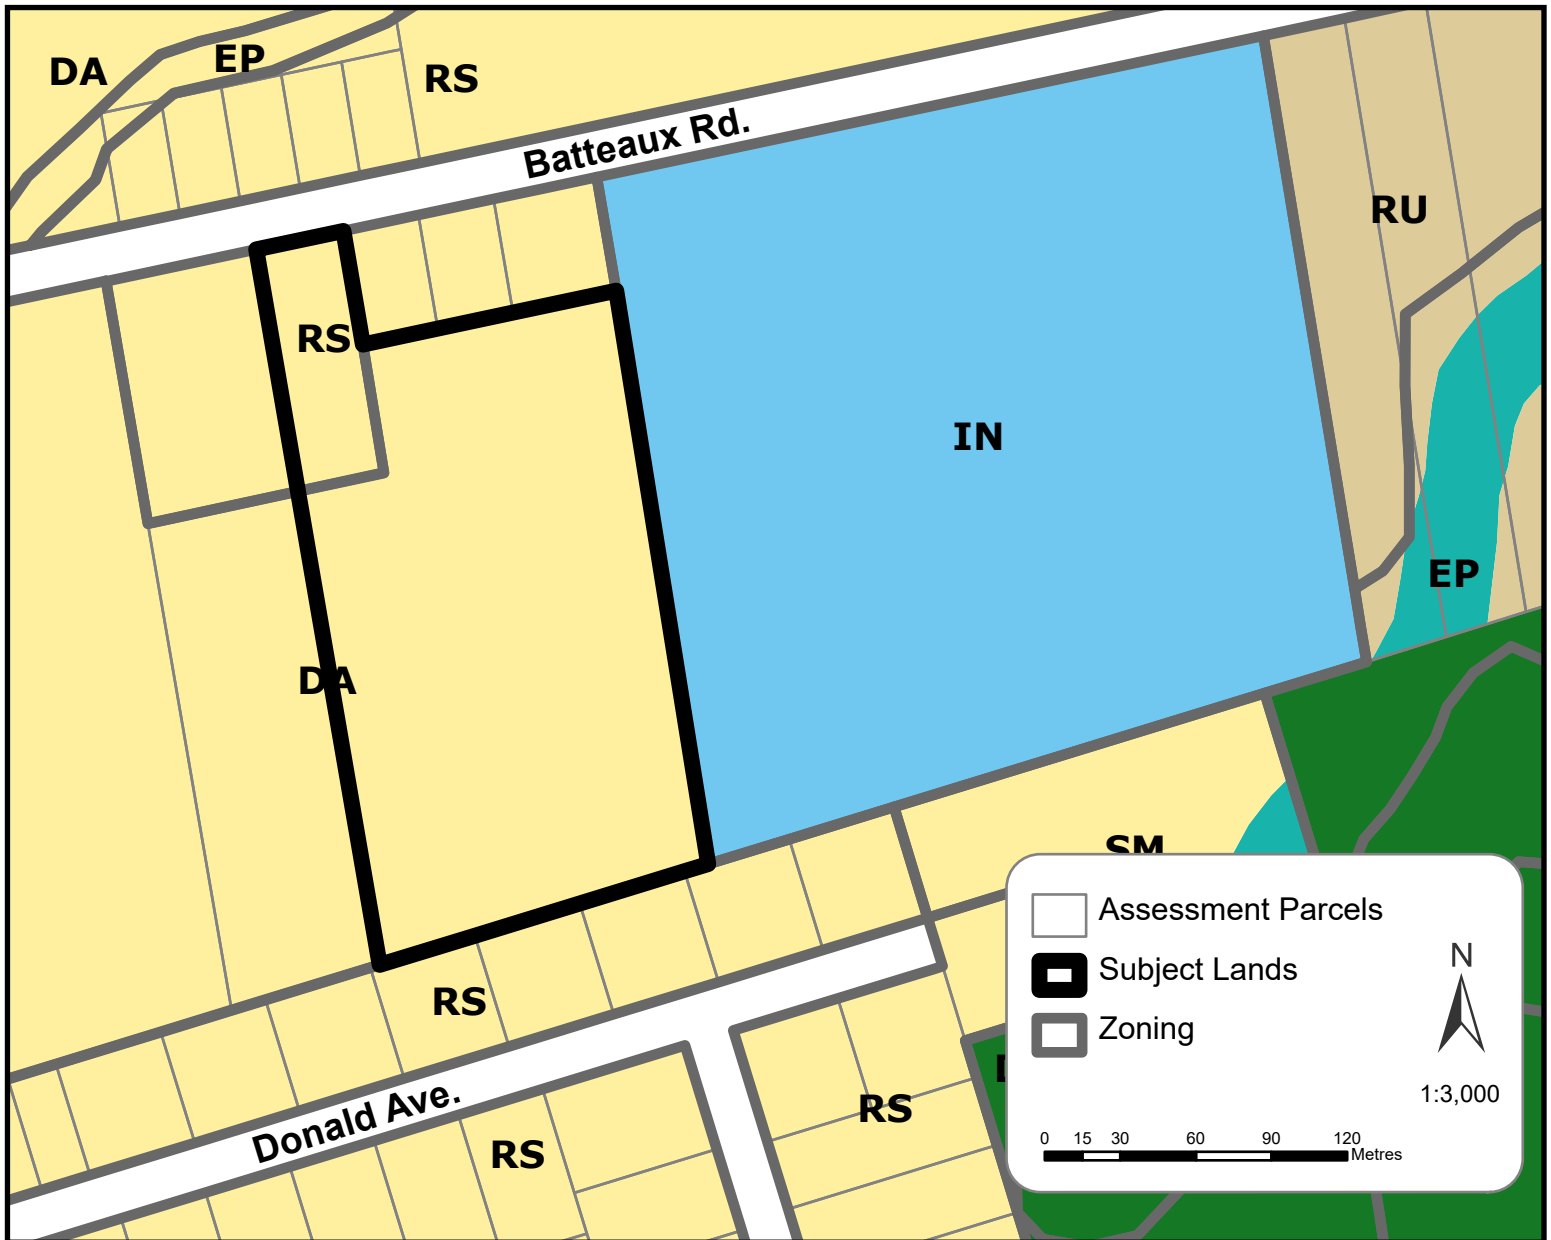 DA
EP
RS
Batteaux Rd.
RU
RS
IN
EP
DA
SM
RS
Donald Ave.
RS
RS
Assessment Parcels
Subject Lands
Zoning
N
1:3,000
0 15 30 60 90 120
Metres